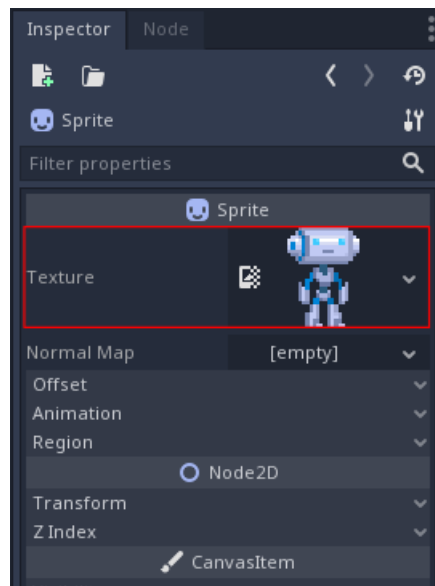 Inspector Node
Sprite
Filter properties
Sprite
Texture
Normal Map [empty]
Offset
Animation
Region
Node2D
Transform
Z Index
CanvasItem